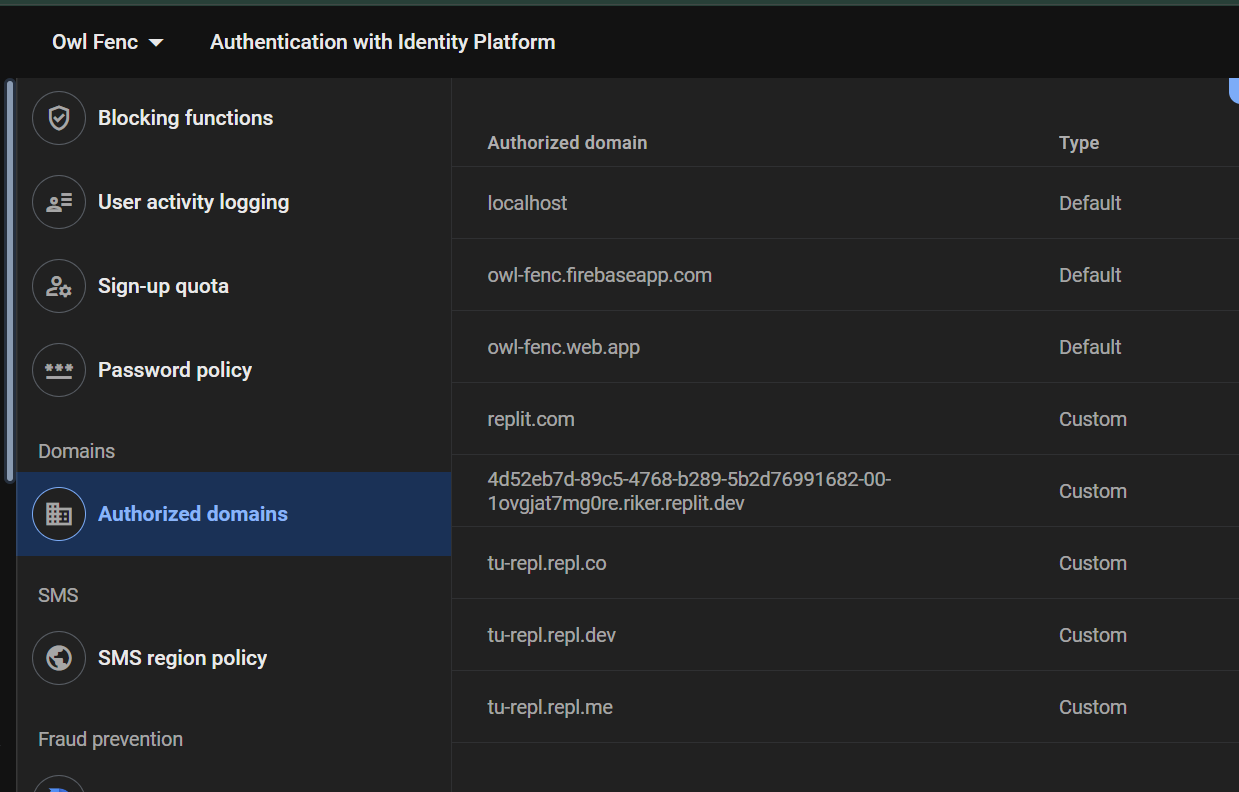 Owl Fenc
Authentication with Identity Platform
Blocking functions
User activity logging
Sign-up quota
Password policy
Domains
Authorized domains
SMS
SMS region policy
Fraud prevention
Authorized domain Type
localhost Default
owl-fenc.firebaseapp.com Default
owl-fenc.web.app Default
replit.com Custom
4d52eb7d-89c5-4768-b289-5b2d76991682-00-
1ovgjat7mg0re.riker.replit.dev Custom
tu-repl.repl.co Custom
tu-repl.repl.dev Custom
tu-repl.repl.me Custom